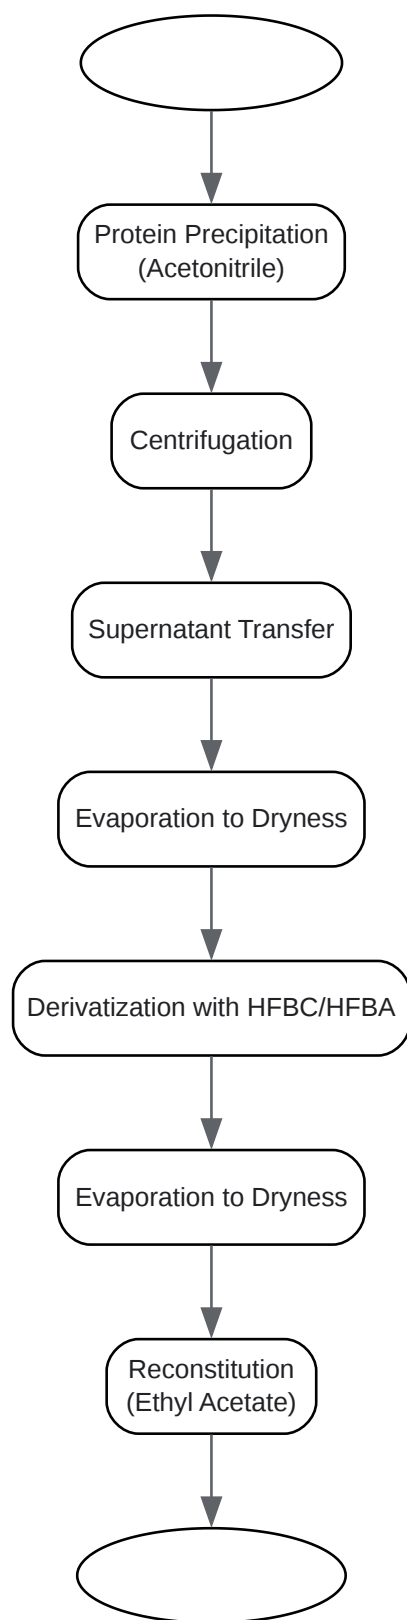 Protein Precipitation
(Acetonitrile)
Centrifugation
Supernatant Transfer
Evaporation to Dryness
Derivatization with HFBC/HFBA
Evaporation to Dryness
Reconstitution
(Ethyl Acetate)